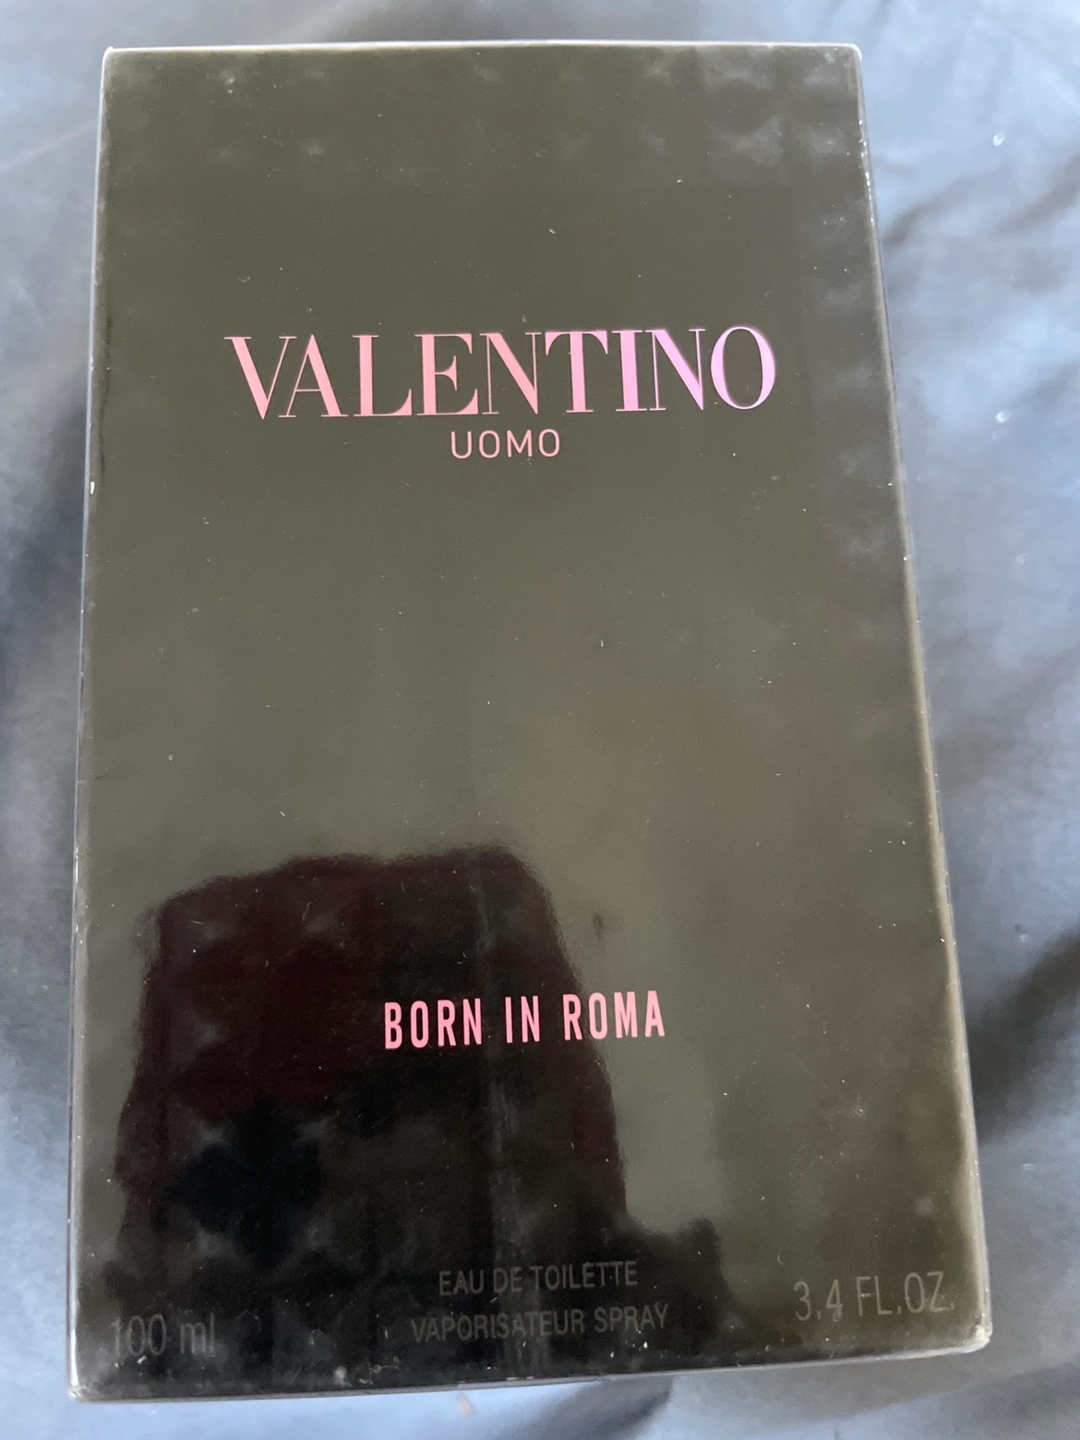 VALENTINO
UOMO
BORN IN ROMA
EAU DE TOILETTE
VAPORISATEUR SPRAY
100 ml
3.4 FL.OZ.